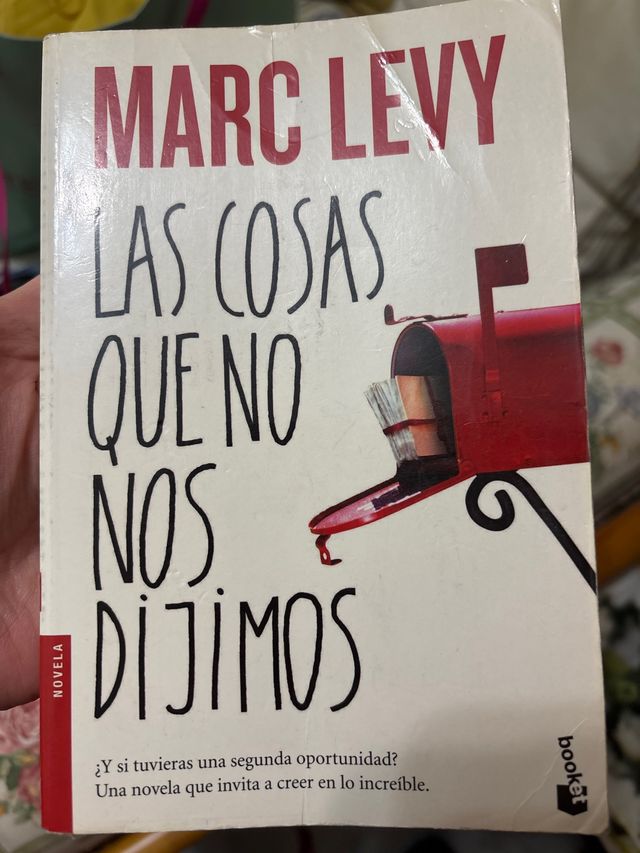 MARC LEVY
LAS COSAS
QUE NO
NOS
DIJIMOS
NOVELA
¿Y si tuvieras una segunda oportunidad?
Una novela que invita a creer en lo increíble.
booket